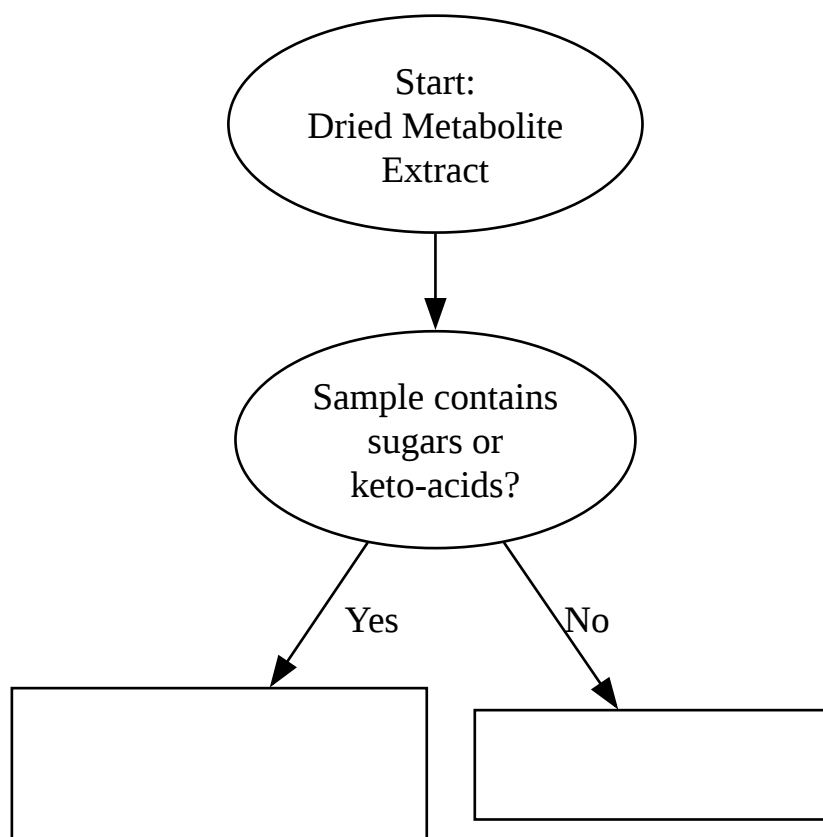 Start:
Dried Metabolite
Extract
Sample contains
sugars or
keto-acids?
Yes
No